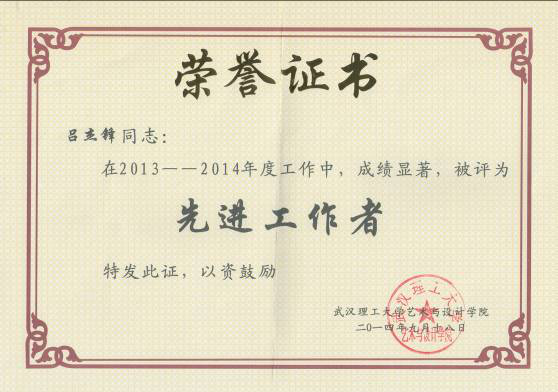 荣誉证书
吕杰锋同志：
在2013——2014年度工作中，成绩显著，被评为
先进工作者
特发此证，以资鼓励
武汉理工大学艺术与设计学院
二〇一四年九月十八日
武汉理工大学
艺术与设计学院